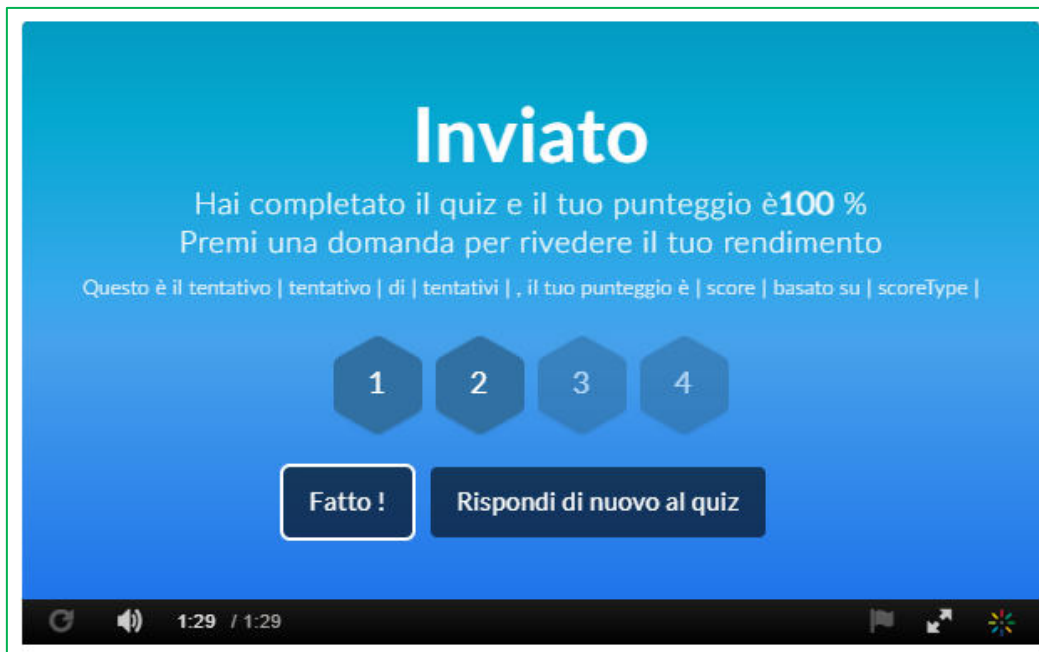 Inviato
Hai completato il quiz e il tuo punteggio è100 %
Premi una domanda per rivedere il tuo rendimento
Questo è il tentativo | tentativo | di | tentativi | , il tuo punteggio è | score | basato su | scoreType |
1 2 3 4
Fatto ! Rispondi di nuovo al quiz
1:29 / 1:29